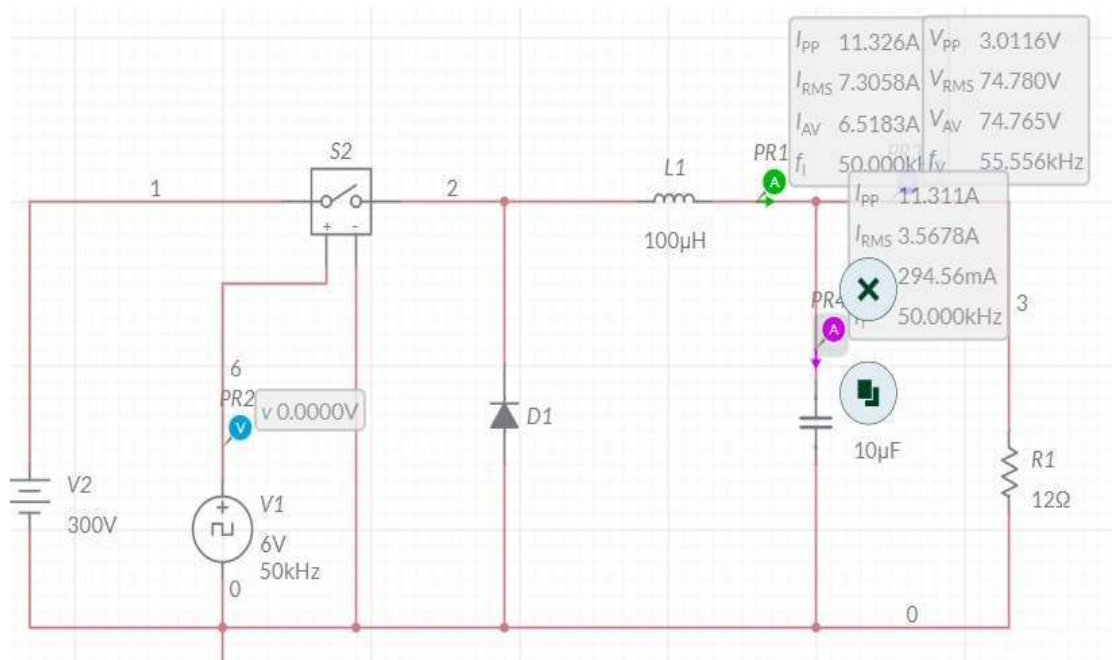 I_PP 11.326A
I_RMS 7.3058A
I_AV 6.5183A
f_I 50.000k
V_PP 3.0116V
V_RMS 74.780V
V_AV 74.765V
f_V 55.556kHz
S2
1
2
L1
PR1
A
I_PP 11.311A
I_RMS 3.5678A
294.56mA
50.000kHz
100µH
+ -
PR4
A
3
6
PR2
V
v 0.0000V
D1
10µF
V2
300V
+
V1
6V
50kHz
R1
12Ω
0
0